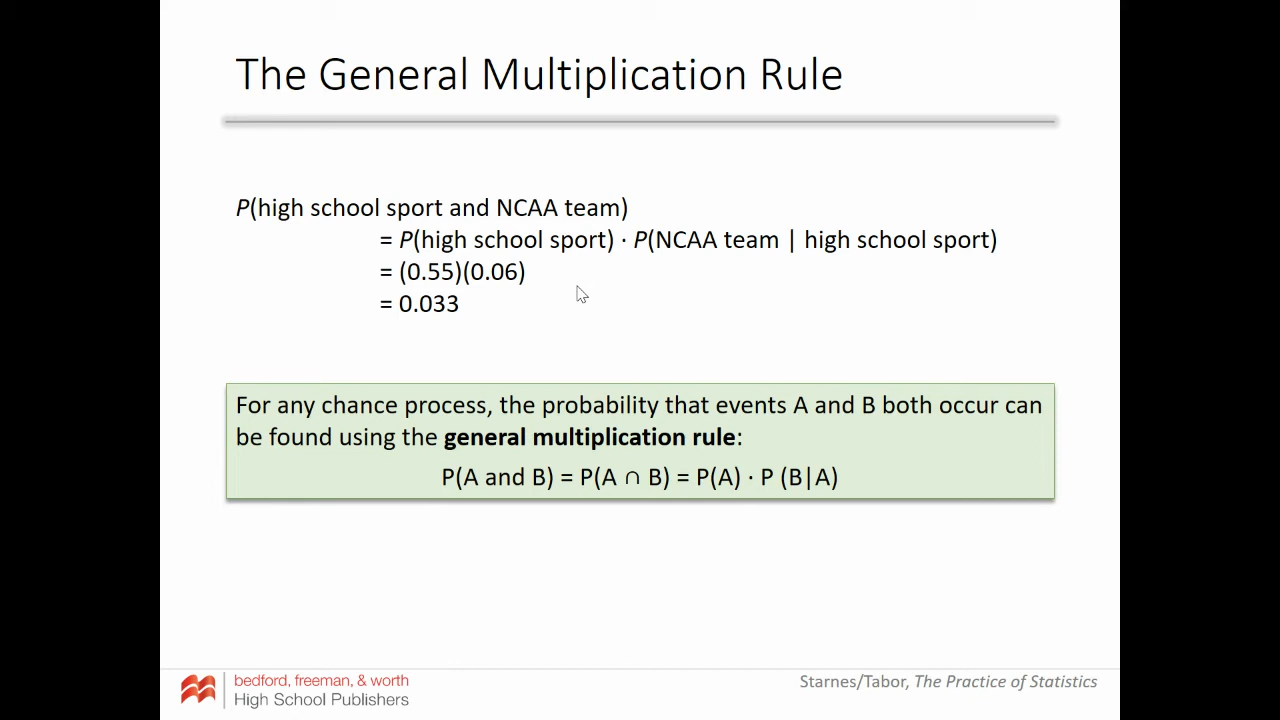 The General Multiplication Rule
P(high school sport and NCAA team)
= P(high school sport) · P(NCAA team | high school sport)
= (0.55)(0.06)
= 0.033
For any chance process, the probability that events A and B both occur can
be found using the general multiplication rule:
P(A and B) = P(A ∩ B) = P(A) · P (B|A)
bedford, freeman, & worth
High School Publishers
Starnes/Tabor, The Practice of Statistics